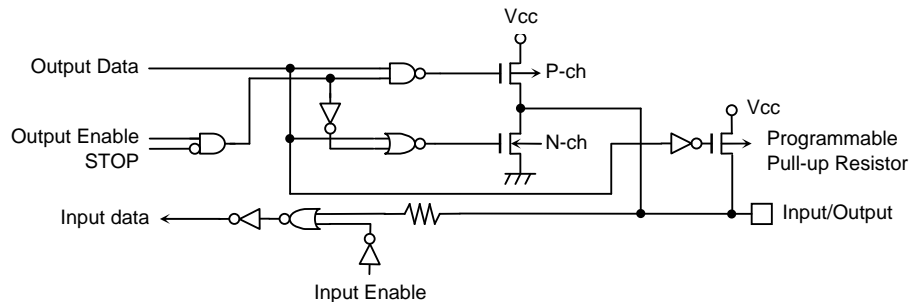 Vcc
Output Data
P-ch
Vcc
Output Enable
STOP
N-ch
Programmable
Pull-up Resistor
Input data
Input/Output
Input Enable